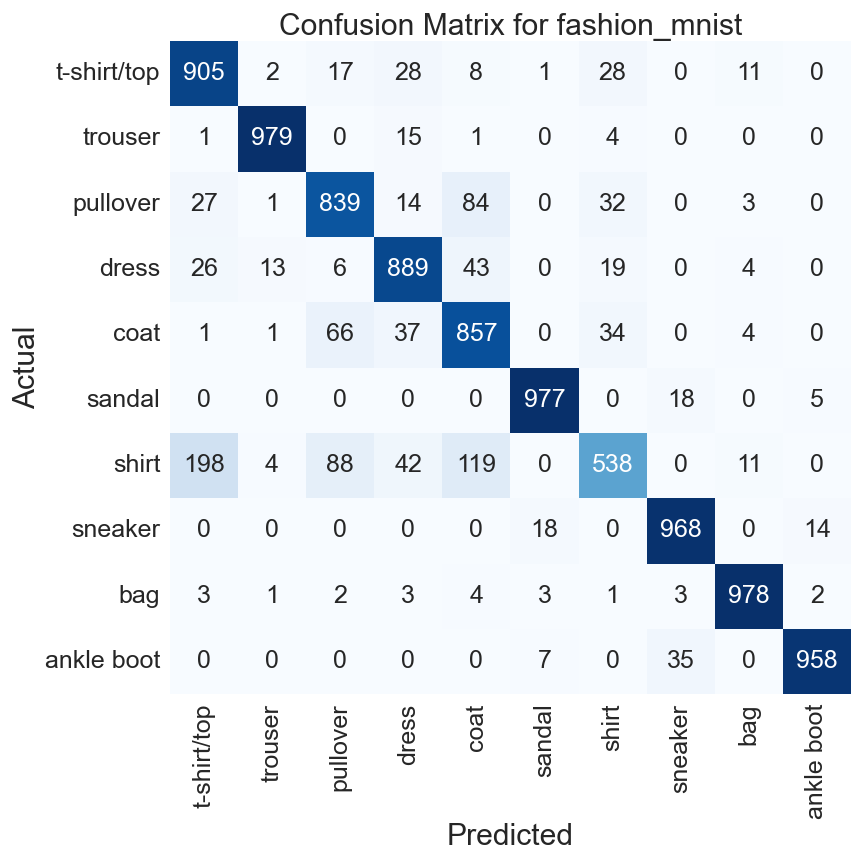 Confusion Matrix for fashion_mnist
Actual
t-shirt/top 905 2 17 28 8 1 28 0 11 0
trouser 1 979 0 15 1 0 4 0 0 0
pullover 27 1 839 14 84 0 32 0 3 0
dress 26 13 6 889 43 0 19 0 4 0
coat 1 1 66 37 857 0 34 0 4 0
sandal 0 0 0 0 0 977 0 18 0 5
shirt 198 4 88 42 119 0 538 0 11 0
sneaker 0 0 0 0 0 18 0 968 0 14
bag 3 1 2 3 4 3 1 3 978 2
ankle boot 0 0 0 0 0 7 0 35 0 958
t-shirt/top trouser pullover dress coat sandal shirt sneaker bag ankle boot
Predicted